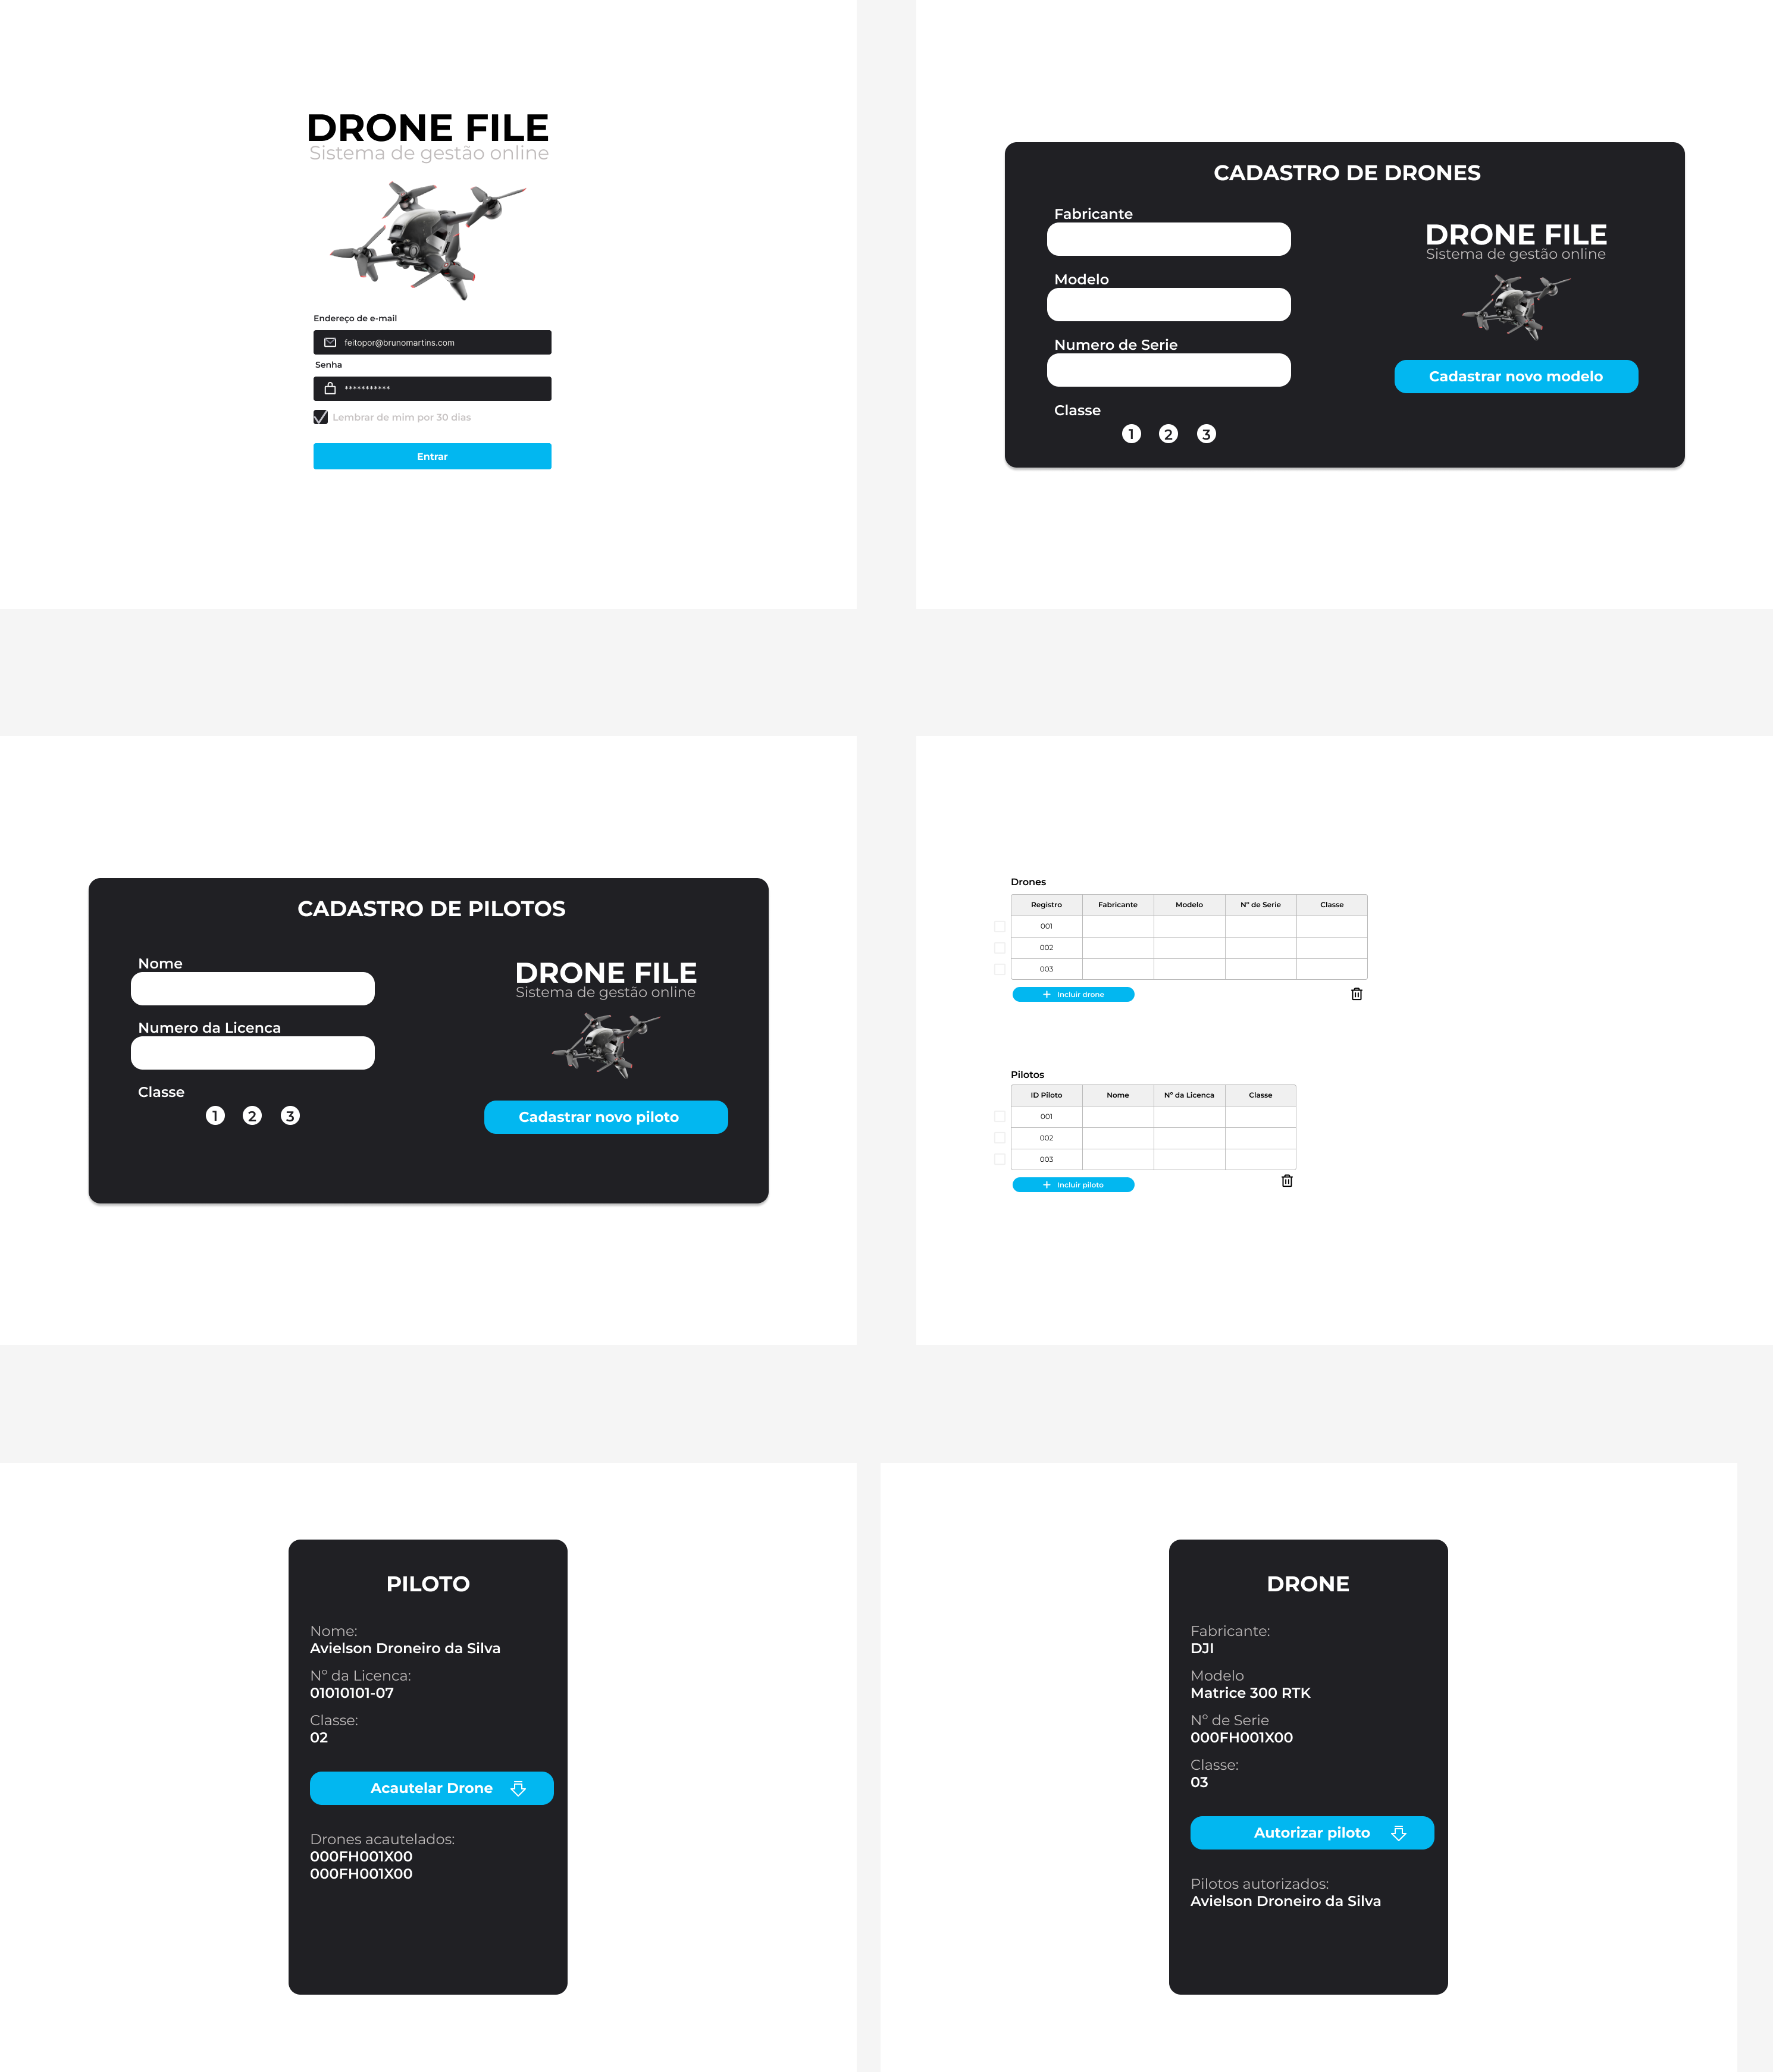 DRONE FILE
Sistema de gestão online
Endereço de e-mail
feitopor@brunomartins.com
Senha
***********
Lembrar de mim por 30 dias
Entrar
CADASTRO DE DRONES
Fabricante
Modelo
Numero de Serie
Classe
1 2 3
DRONE FILE
Sistema de gestão online
Cadastrar novo modelo
CADASTRO DE PILOTOS
Nome
Numero da Licenca
Classe
1 2 3
DRONE FILE
Sistema de gestão online
Cadastrar novo piloto
Drones
Registro Fabricante Modelo Nº de Serie Classe
001
002
003
+ Incluir drone
Pilotos
ID Piloto Nome Nº da Licenca Classe
001
002
003
+ Incluir piloto
PILOTO
Nome:
Avielson Droneiro da Silva
Nº da Licenca:
01010101-07
Classe:
02
Acautelar Drone
Drones acautelados:
000FH001X00
000FH001X00
DRONE
Fabricante:
DJI
Modelo
Matrice 300 RTK
Nº de Serie
000FH001X00
Classe:
03
Autorizar piloto
Pilotos autorizados:
Avielson Droneiro da Silva